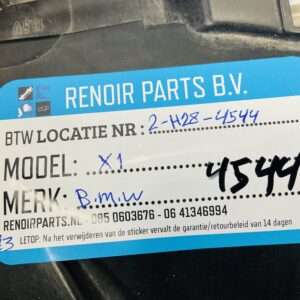 RENOIR PARTS B.V.
BTW LOCATIE NR: 2-H28-4544
MODEL: X1
4544
MERK: B.M.W
RENOIRPARTS.NL - 085 0603676 - 06 41346994
LETOP: Na het verwijderen van de sticker vervalt de garantie/retourbeleid van 14 dagen